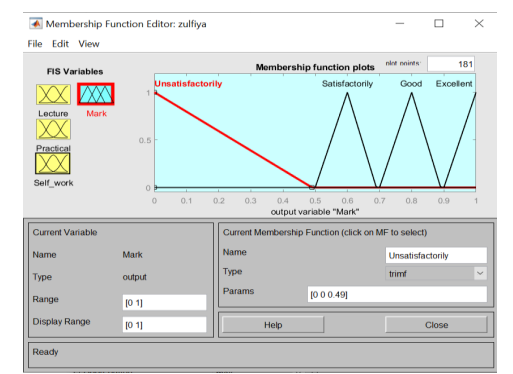 Membership Function Editor: zulfiya
File Edit View
FIS Variables
Lecture
Mark
Practical
Self_work
Membership function plots
plot points:
181
Unsatisfactorily
Satisfactorily
Good
Excellent
1
0.5
0
0 0.1 0.2 0.3 0.4 0.5 0.6 0.7 0.8 0.9 1
output variable "Mark"
Current Variable
Name Mark
Type output
Range [0 1]
Display Range [0 1]
Current Membership Function (click on MF to select)
Name Unsatisfactorily
Type trimf
Params [0 0 0.49]
Help
Close
Ready